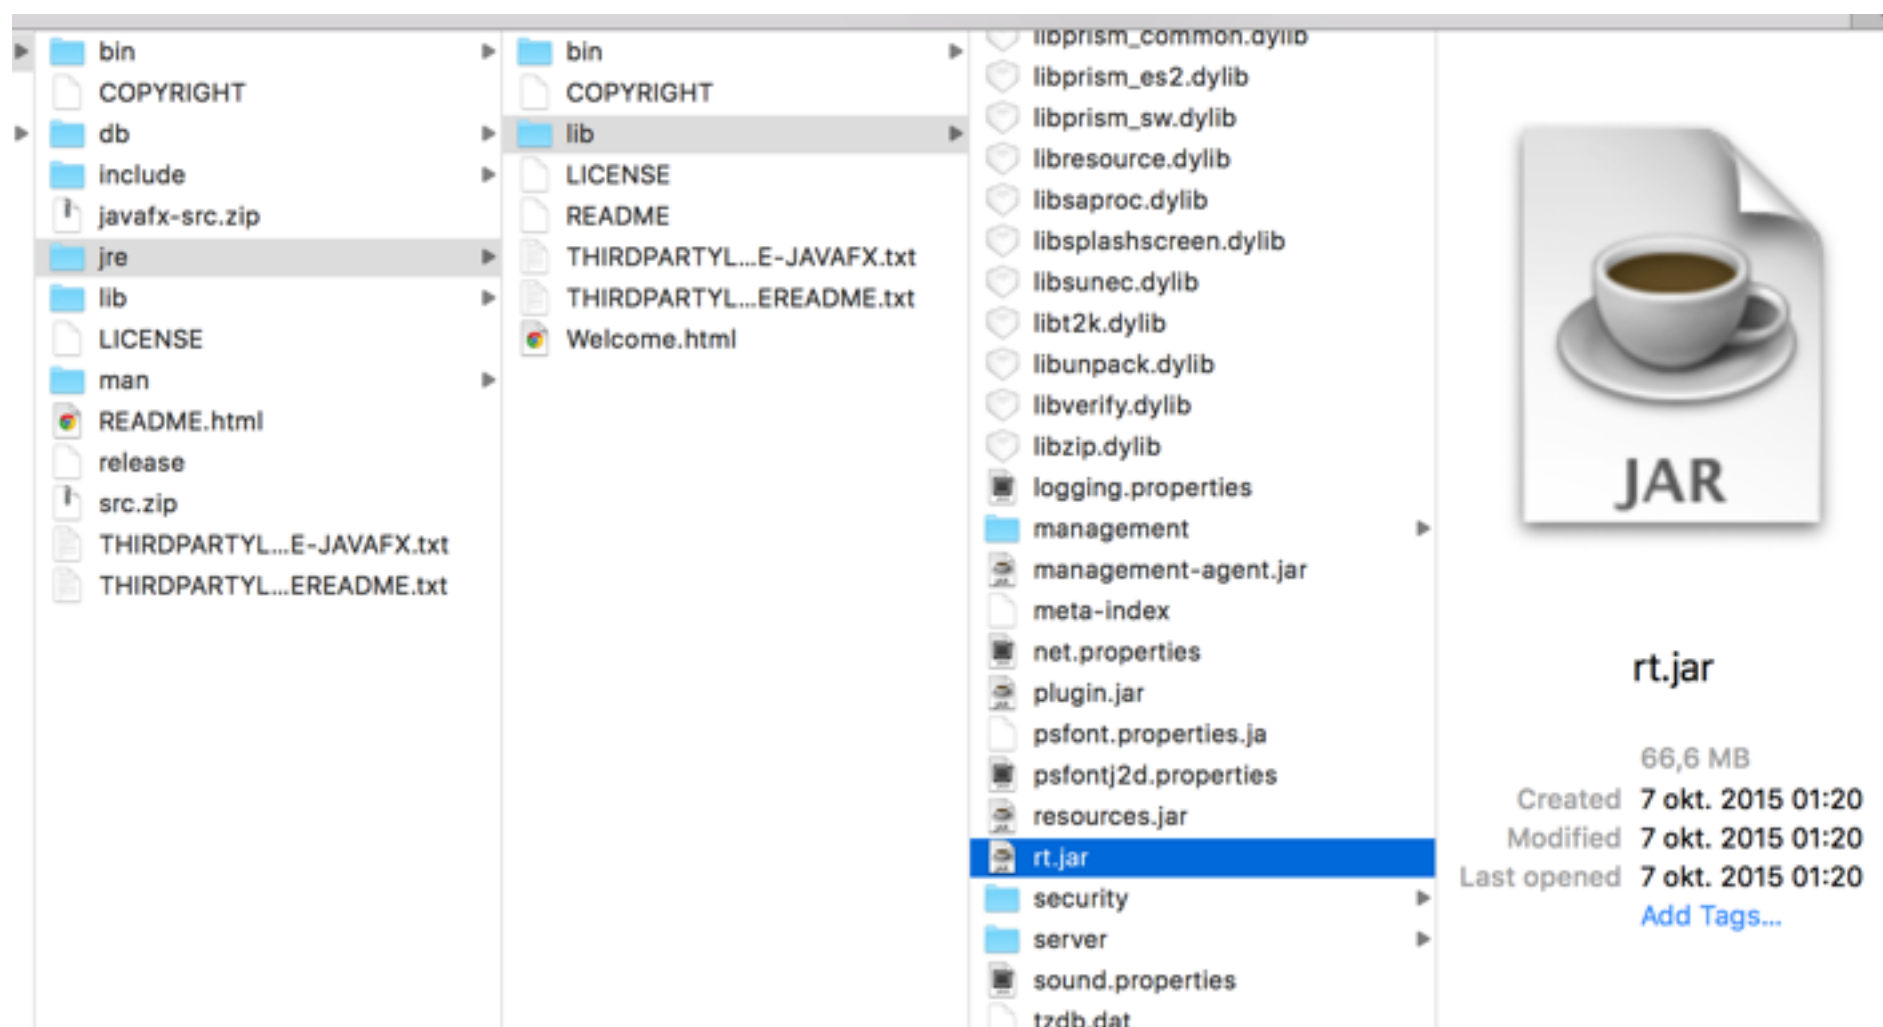 bin
COPYRIGHT
db
include
javafx-src.zip
jre
lib
LICENSE
man
README.html
release
src.zip
THIRDPARTYL...E-JAVAFX.txt
THIRDPARTYL...EREADME.txt
bin
COPYRIGHT
lib
LICENSE
README
THIRDPARTYL...E-JAVAFX.txt
THIRDPARTYL...EREADME.txt
Welcome.html
libprism_common.dylib
libprism_es2.dylib
libprism_sw.dylib
libresource.dylib
libsaproc.dylib
libsplashscreen.dylib
libsunec.dylib
libt2k.dylib
libunpack.dylib
libverify.dylib
libzip.dylib
logging.properties
management
management-agent.jar
meta-index
net.properties
plugin.jar
psfont.properties.ja
psfontj2d.properties
resources.jar
rt.jar
security
server
sound.properties
tzdb.dat
JAR
rt.jar
66,6 MB
Created 7 okt. 2015 01:20
Modified 7 okt. 2015 01:20
Last opened 7 okt. 2015 01:20
Add Tags...